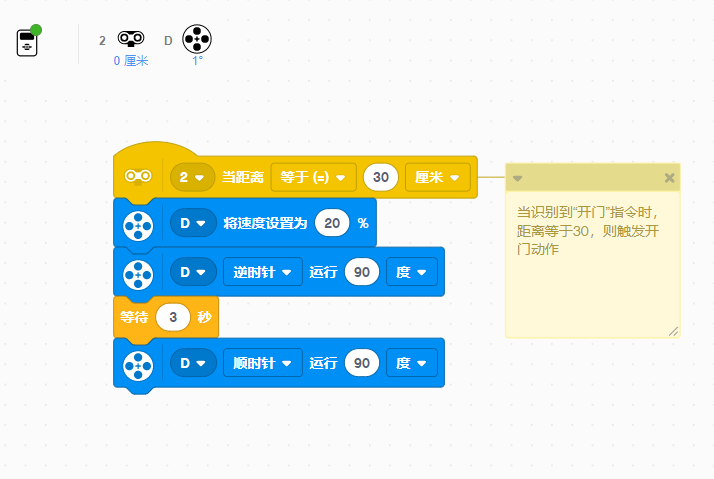 2 D
0 厘米 1°
2 当距离 等于 (=) 30 厘米
D 将速度设置为 20 %
D 逆时针 运行 90 度
等待 3 秒
D 顺时针 运行 90 度
当识别到“开门”指令时，
距离等于30，则触发开
门动作